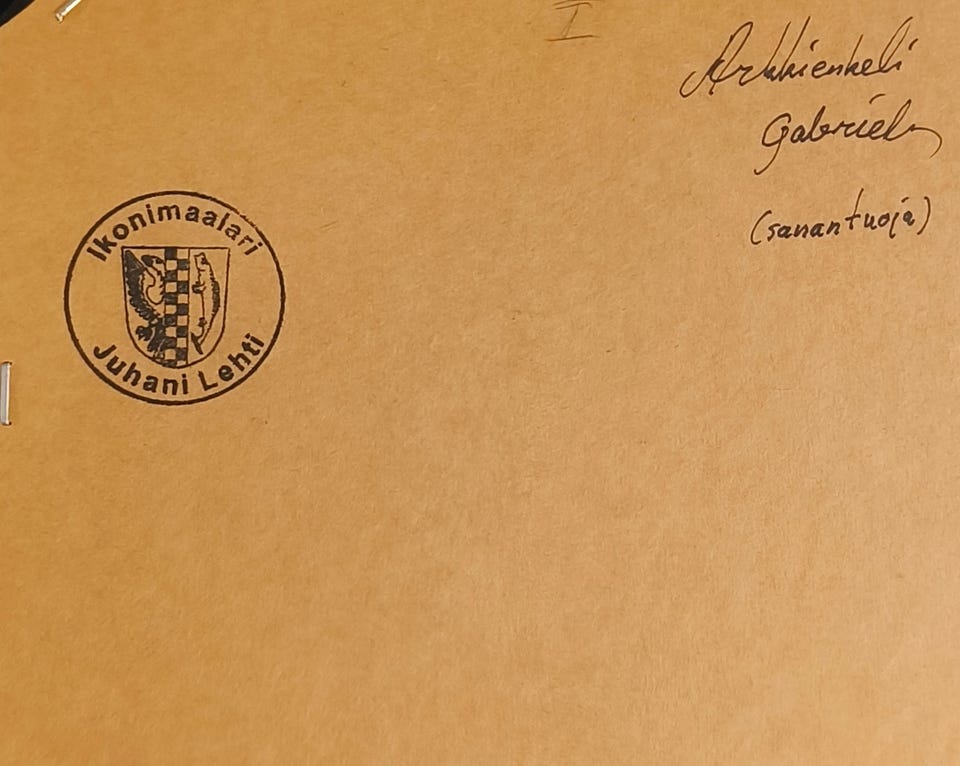 I
Arkkienkeli
Gabriel
(sanantuoja)
Ikonimaalari
Juhani Lehti